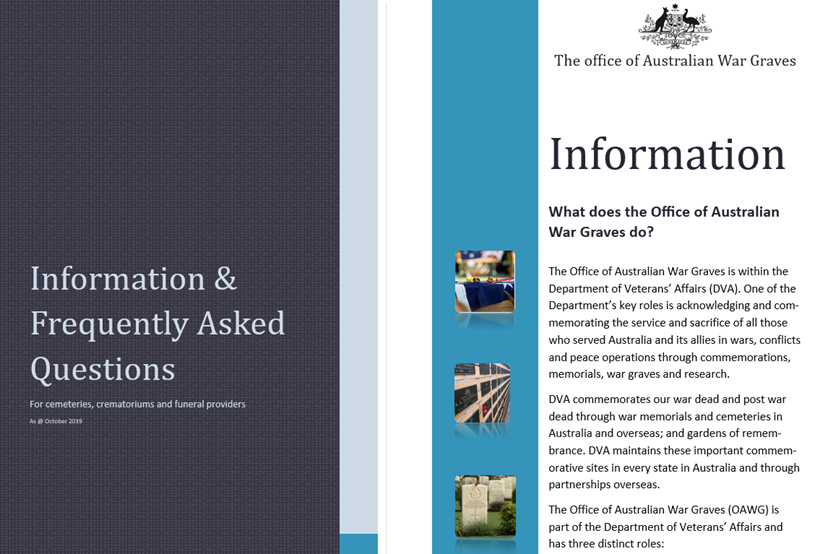 Information &
Frequently Asked
Questions
For cemeteries, crematoriums and funeral providers
As @ October 2019
The office of Australian War Graves
Information
What does the Office of Australian
War Graves do?
The Office of Australian War Graves is within the
Department of Veterans’ Affairs (DVA). One of the
Department’s key roles is acknowledging and com-
memorating the service and sacrifice of all those
who served Australia and its allies in wars, conflicts
and peace operations through commemorations,
memorials, war graves and research.
DVA commemorates our war dead and post war
dead through war memorials and cemeteries in
Australia and overseas; and gardens of remem-
brance. DVA maintains these important commem-
orative sites in every state in Australia and through
partnerships overseas.
The Office of Australian War Graves (OAWG) is
part of the Department of Veterans’ Affairs and
has three distinct roles: